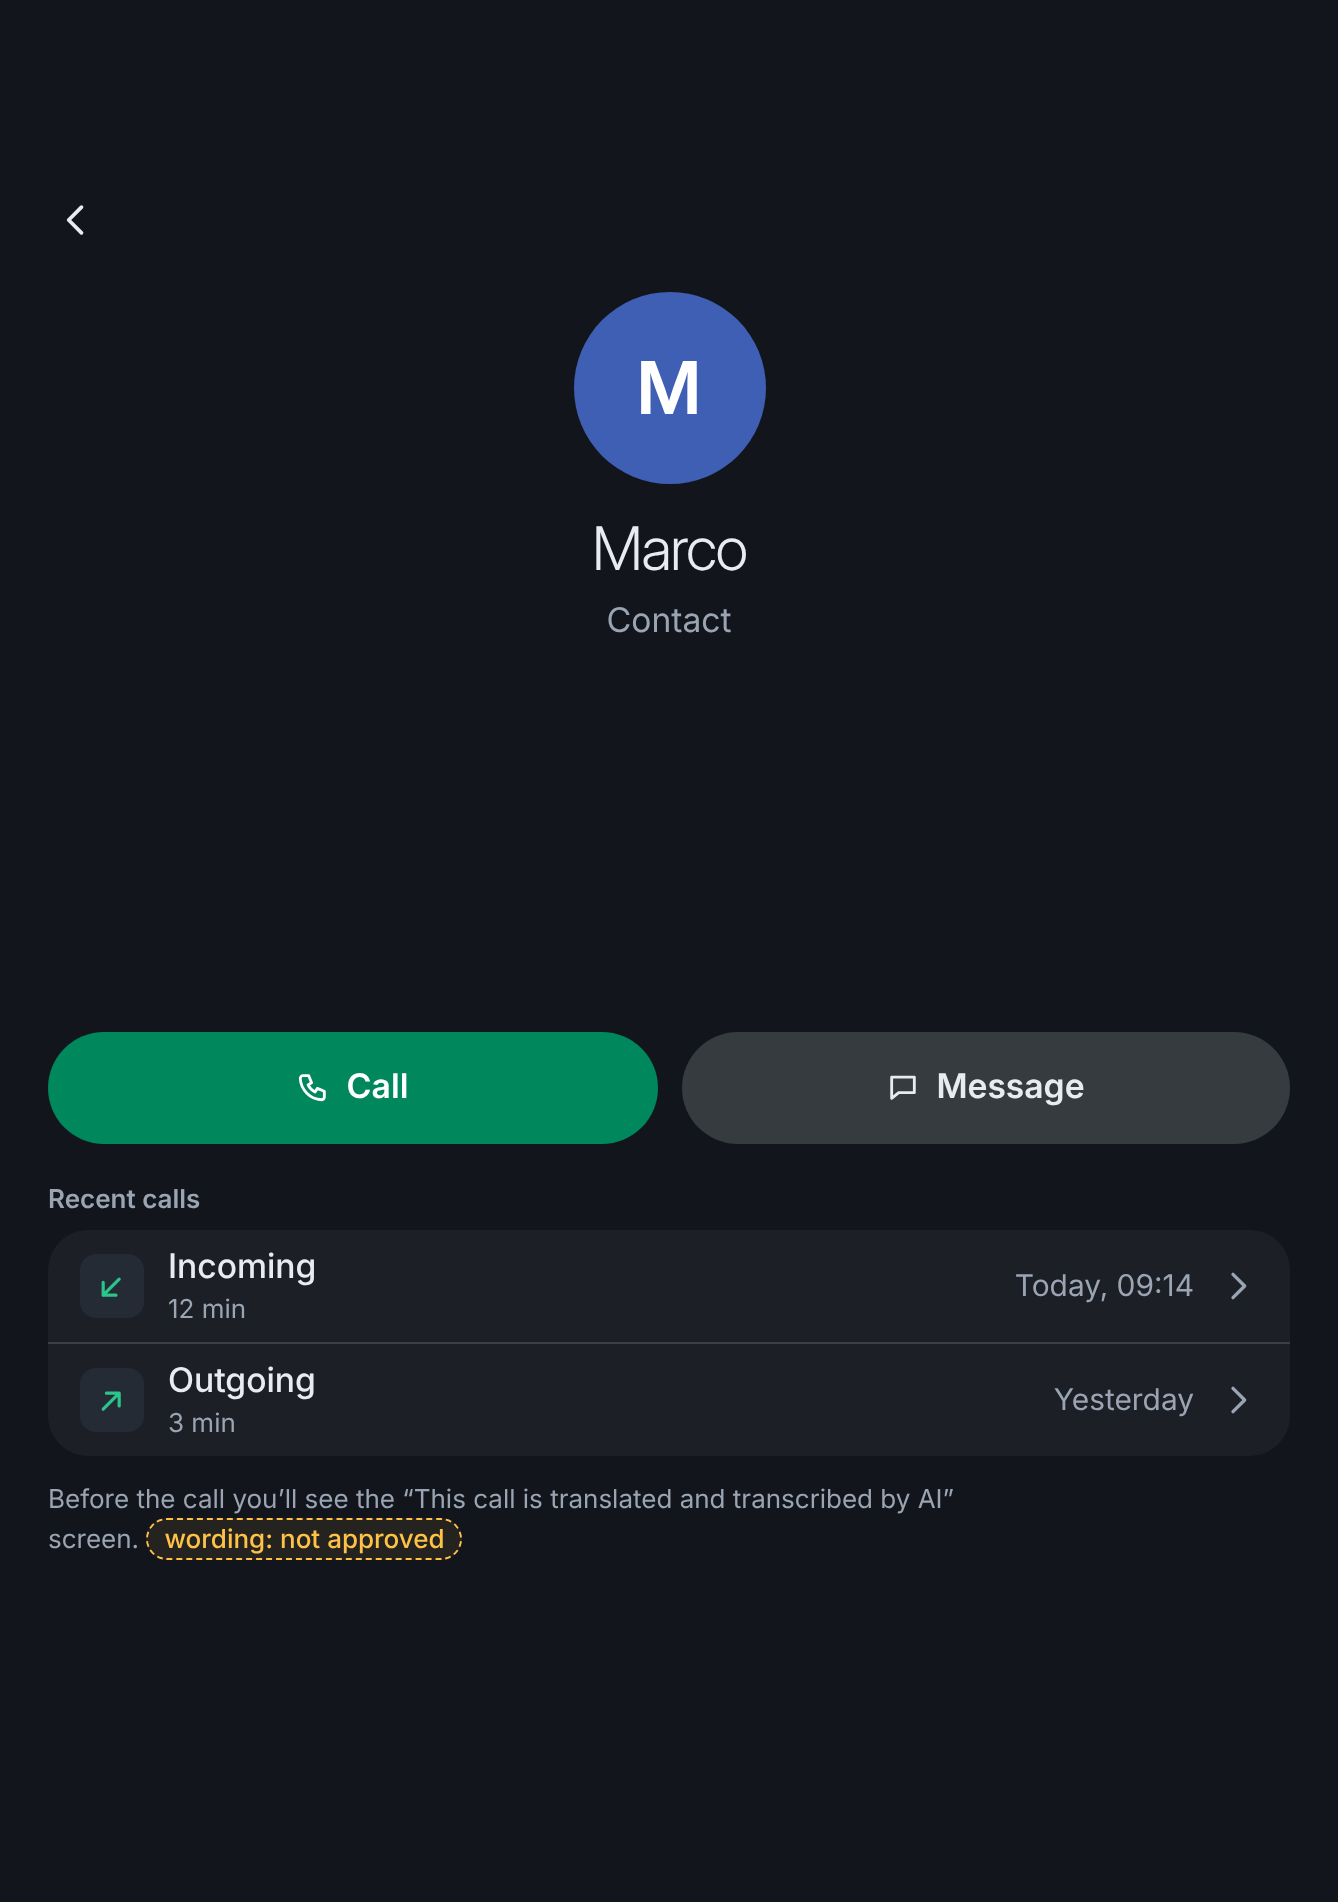 M
Marco
Contact
Call
Message
Recent calls
Incoming
12 min
Today, 09:14
Outgoing
3 min
Yesterday
Before the call you’ll see the “This call is translated and transcribed by AI”
screen. wording: not approved